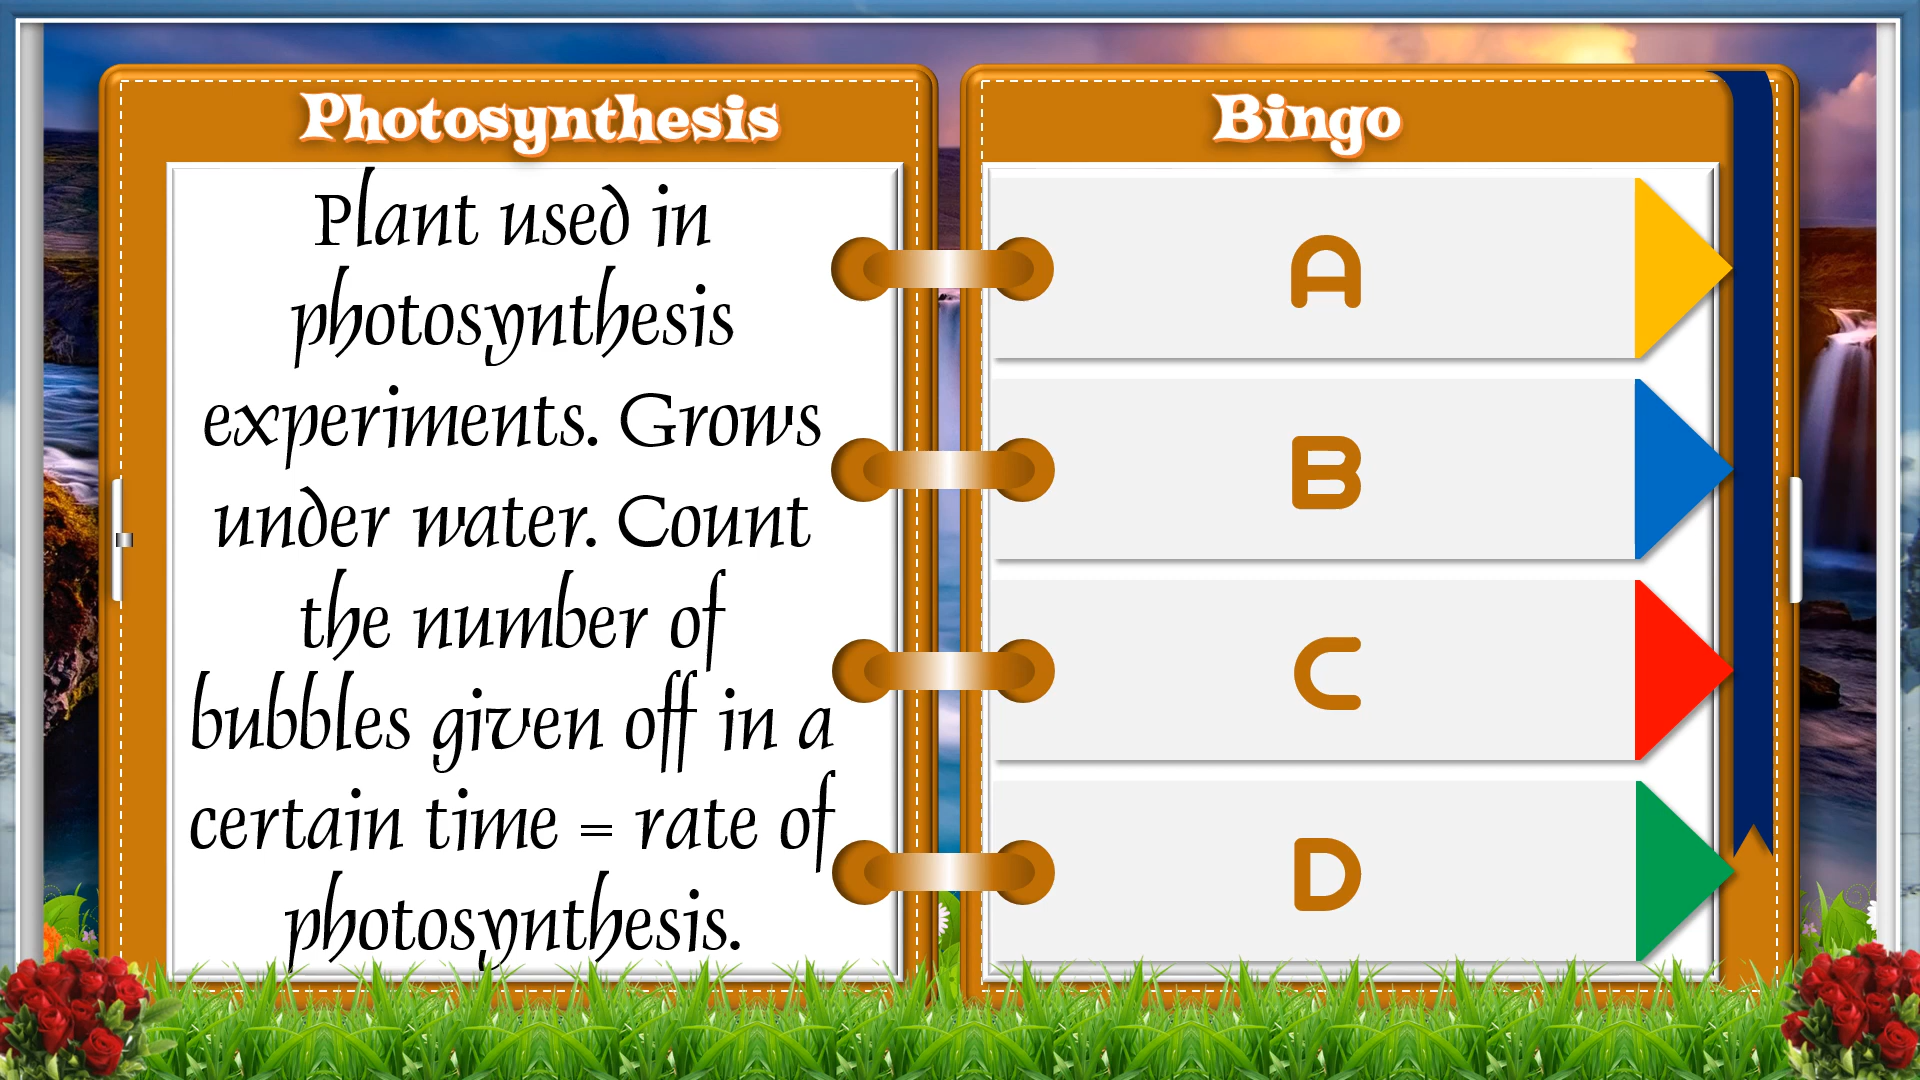 Photosynthesis
Plant used in
photosynthesis
experiments. Grows
under water. Count
the number of
bubbles given off in a
certain time = rate of
photosynthesis.
Bingo
A
B
C
D